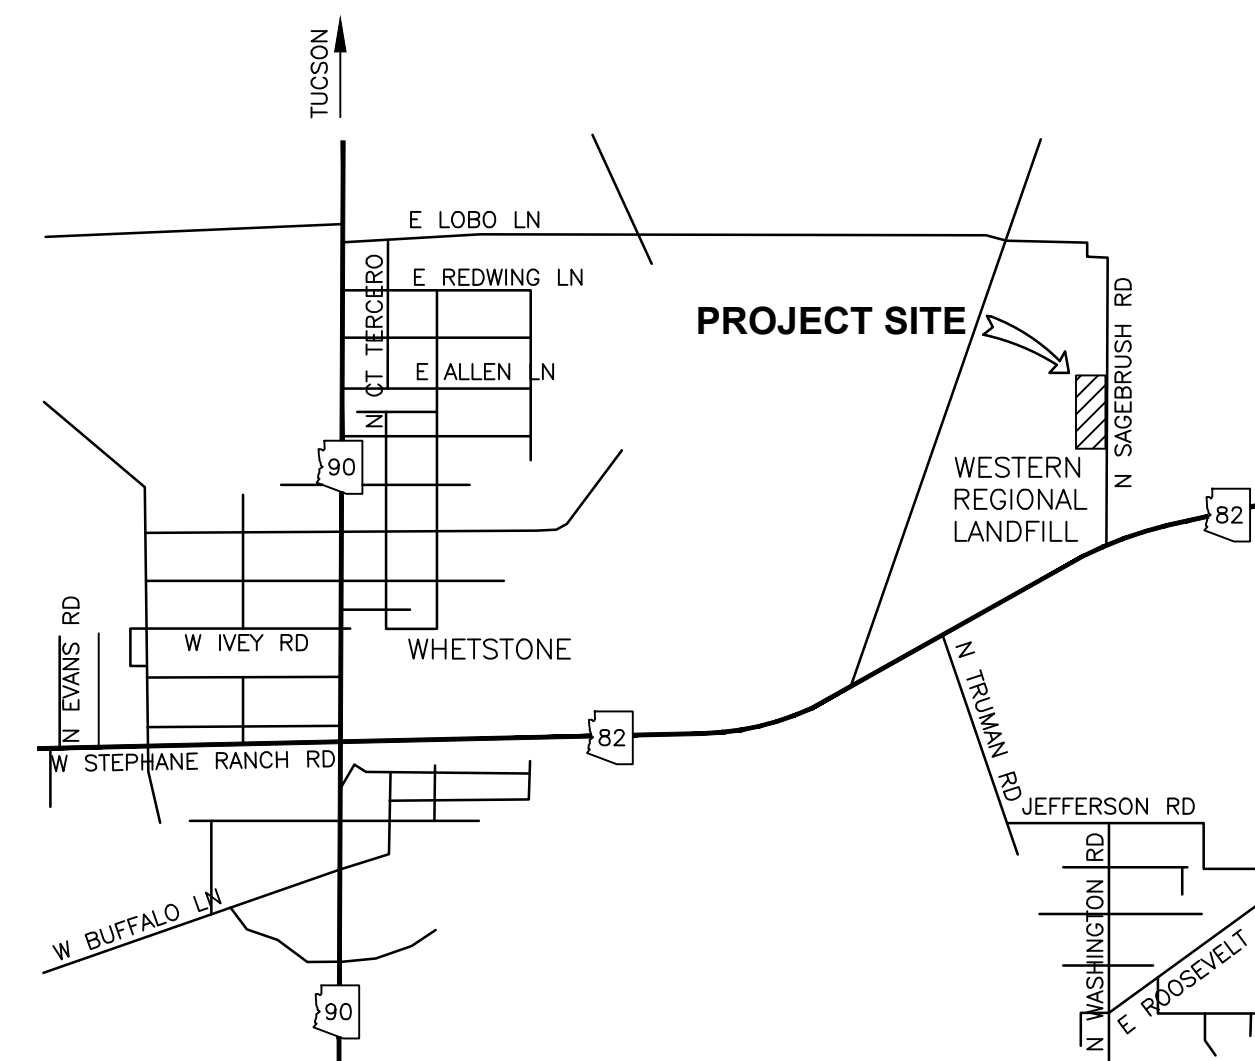 TUCSON
E LOBO LN
E REDWING LN
N CT TERCERO
PROJECT SITE
N SAGEBRUSH RD
E ALLEN LN
90
WESTERN
REGIONAL
LANDFILL
82
N EVANS RD
W IVEY RD
WHETSTONE
N TRUMAN RD
82
W STEPHANE RANCH RD
JEFFERSON RD
N WASHINGTON RD
W BUFFALO LN
E ROOSEVELT
90